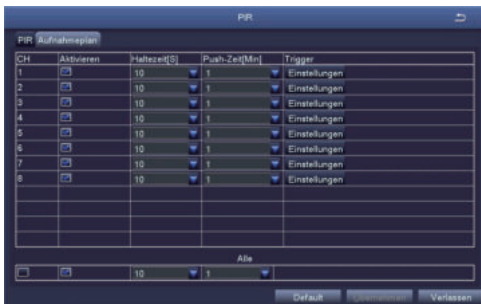 PIR
PIR Aufnahmeplan
CH Aktivieren Haltezeit[S] Push-Zeit[Min] Trigger
1 10 1 Einstellungen
2 10 1 Einstellungen
3 10 1 Einstellungen
4 10 1 Einstellungen
5 10 1 Einstellungen
6 10 1 Einstellungen
7 10 1 Einstellungen
8 10 1 Einstellungen
Alle
10 1
Default Verlassen